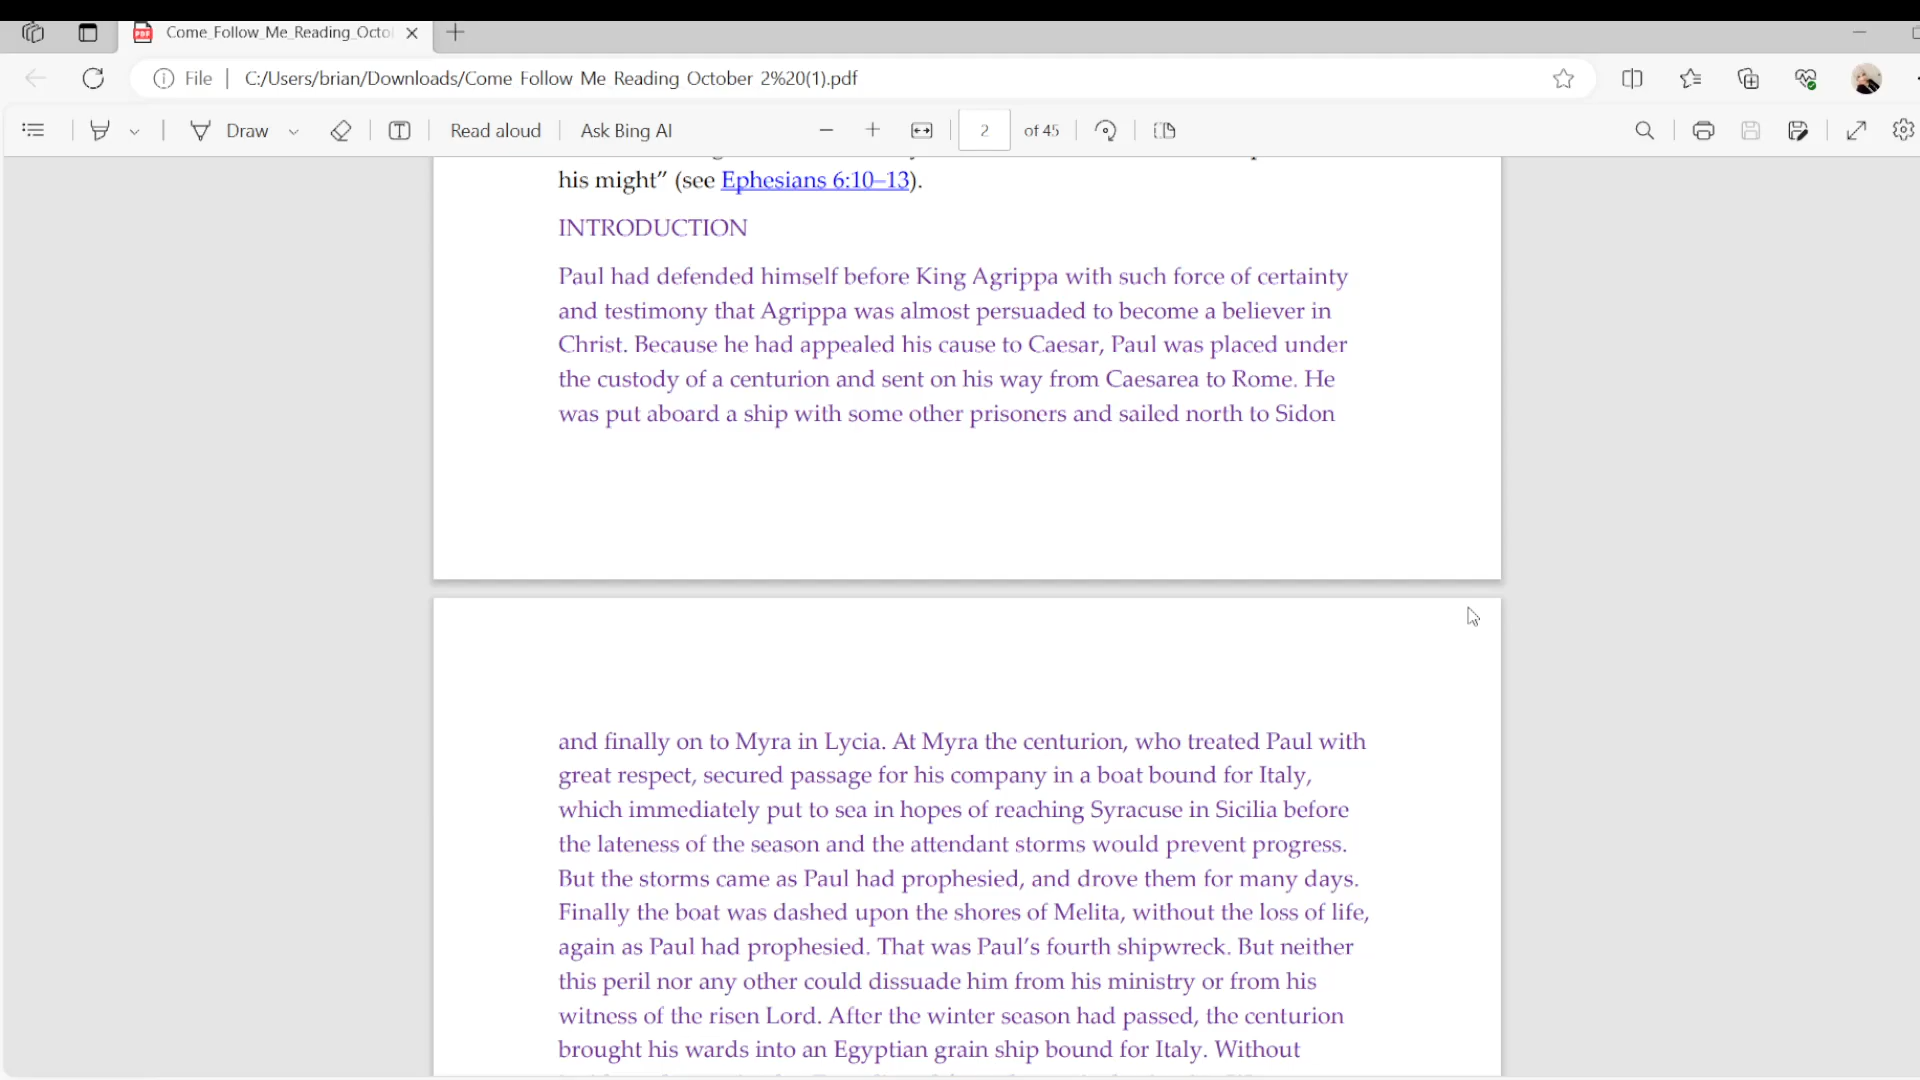 Come_Follow_Me_Reading_Octo
File
C:/Users/brian/Downloads/Come Follow Me Reading October 2%20(1).pdf
Draw
Read aloud
Ask Bing AI
2
of 45
his might” (see Ephesians 6:10–13).
INTRODUCTION
Paul had defended himself before King Agrippa with such force of certainty
and testimony that Agrippa was almost persuaded to become a believer in
Christ. Because he had appealed his cause to Caesar, Paul was placed under
the custody of a centurion and sent on his way from Caesarea to Rome. He
was put aboard a ship with some other prisoners and sailed north to Sidon
and finally on to Myra in Lycia. At Myra the centurion, who treated Paul with
great respect, secured passage for his company in a boat bound for Italy,
which immediately put to sea in hopes of reaching Syracuse in Sicilia before
the lateness of the season and the attendant storms would prevent progress.
But the storms came as Paul had prophesied, and drove them for many days.
Finally the boat was dashed upon the shores of Melita, without the loss of life,
again as Paul had prophesied. That was Paul’s fourth shipwreck. But neither
this peril nor any other could dissuade him from his ministry or from his
witness of the risen Lord. After the winter season had passed, the centurion
brought his wards into an Egyptian grain ship bound for Italy. Without